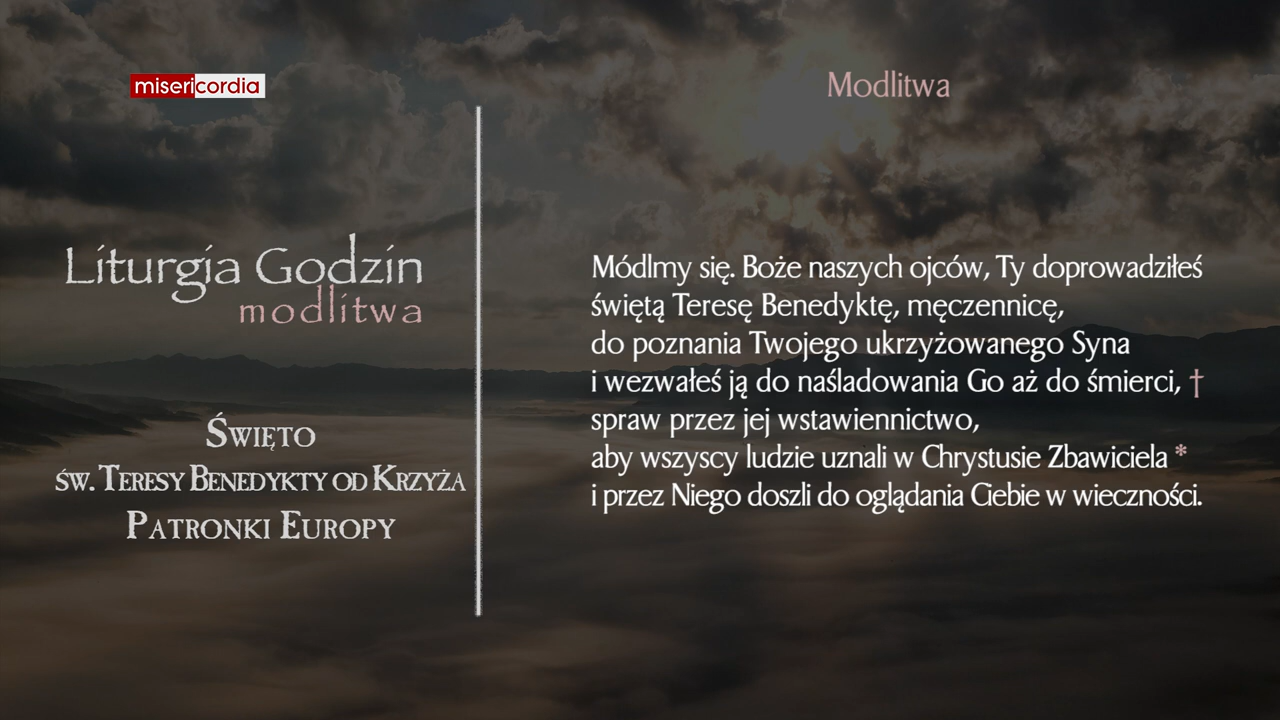 misericordia
Liturgia Godzin
modlitwa
Święto
św. Teresy Benedykty od Krzyża
Patronki Europy
Modlitwa
Módlmy się. Boże naszych ojców, Ty doprowadziłeś
świętą Teresę Benedyktę, męczennicę,
do poznania Twojego ukrzyżowanego Syna
i wezwałeś ją do naśladowania Go aż do śmierci, †
spraw przez jej wstawiennictwo,
aby wszyscy ludzie uznali w Chrystusie Zbawiciela *
i przez Niego doszli do oglądania Ciebie w wieczności.